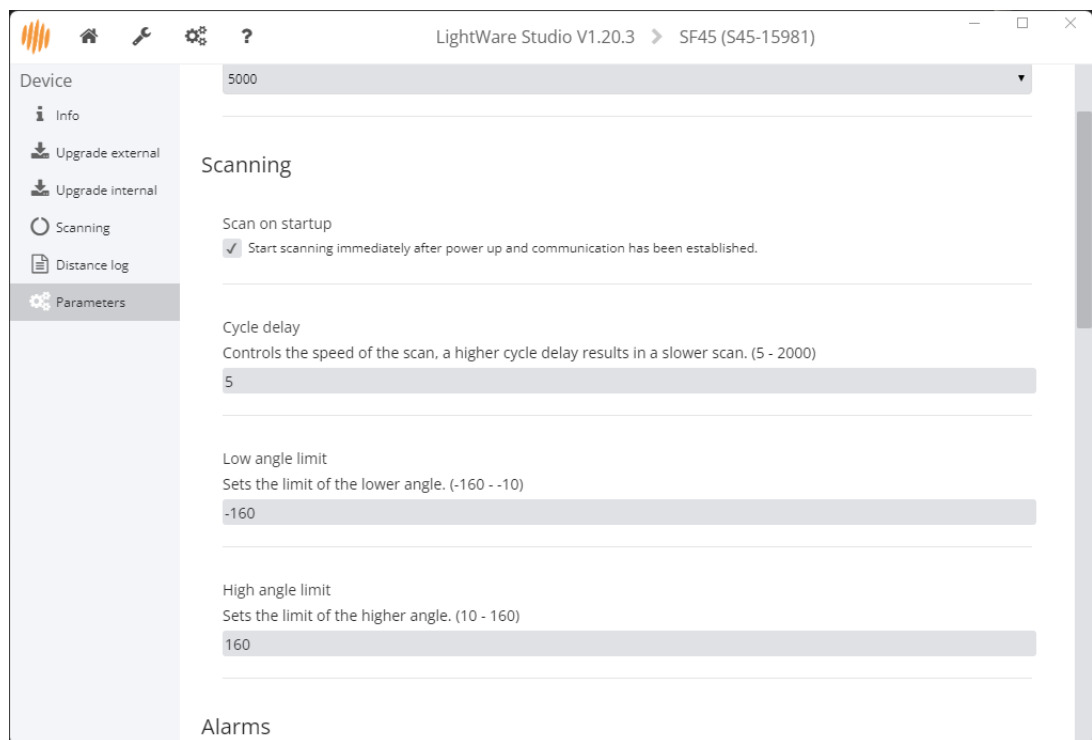 ?
LightWare Studio V1.20.3 > SF45 (S45-15981)
Device
Info
Upgrade external
Upgrade internal
Scanning
Distance log
Parameters
5000
Scanning
Scan on startup
Start scanning immediately after power up and communication has been established.
Cycle delay
Controls the speed of the scan, a higher cycle delay results in a slower scan. (5 - 2000)
5
Low angle limit
Sets the limit of the lower angle. (-160 - -10)
-160
High angle limit
Sets the limit of the higher angle. (10 - 160)
160
Alarms